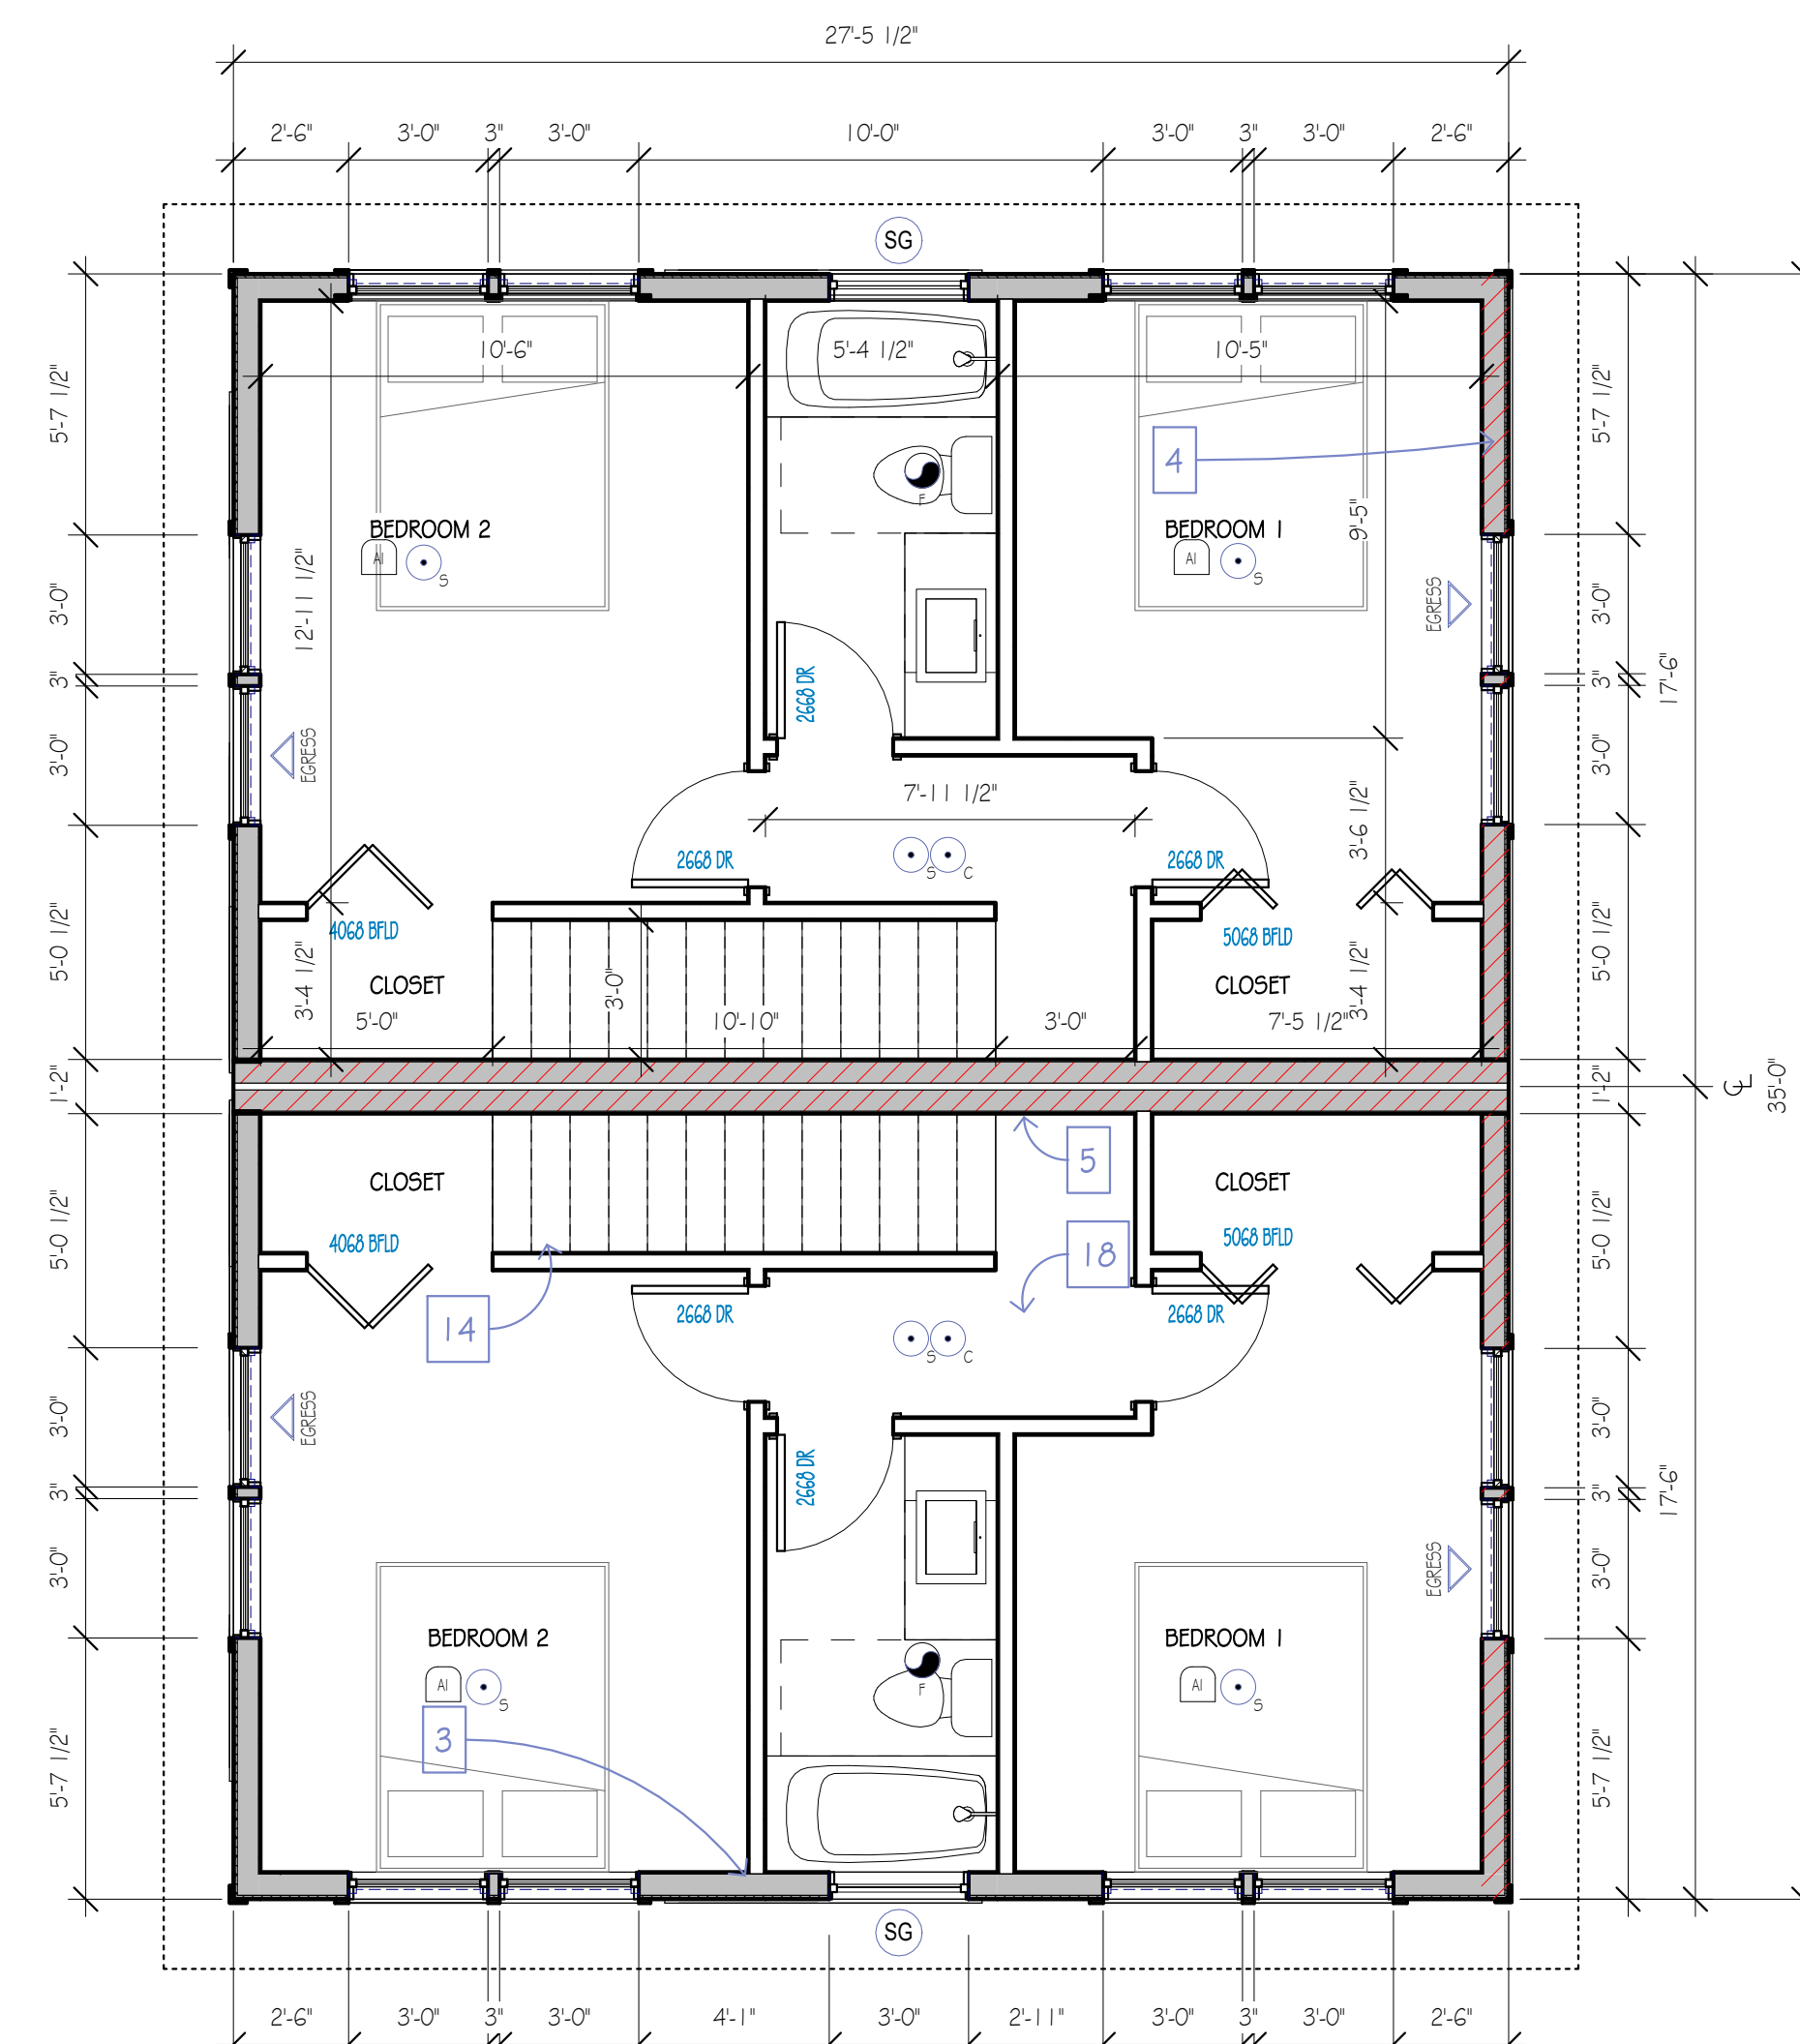 27'-5 1/2"
2'-6" 3'-0" 3" 3'-0" 10'-0" 3'-0" 3" 3'-0" 2'-6"
SG
10'-6" 5'-4 1/2" 10'-5"
5'-7 1/2"
5'-7 1/2"
4
F
9'-5"
BEDROOM 2
BEDROOM 1
AI S
AI S
12'-11 1/2"
3'-0"
EGRESS
3'-0"
3"
3"
17'-6"
2668 DR
3'-0"
EGRESS
3'-0"
7'-11 1/2"
3'-6 1/2"
2668 DR
S C
2668 DR
4068 BFLD
5068 BFLD
5'-0 1/2"
5'-0 1/2"
CLOSET
CLOSET
3'-4 1/2"
3'-0"
3'-4 1/2"
5'-0" 10'-10" 3'-0" 7'-5 1/2"
1'-2"
1'-2"
CL
35'-0"
5
CLOSET
CLOSET
4068 BFLD
5068 BFLD
5'-0 1/2"
5'-0 1/2"
18
14
2668 DR
2668 DR
S C
3'-0"
EGRESS
3'-0"
2668 DR
3"
3"
17'-6"
3'-0"
EGRESS
3'-0"
BEDROOM 2
BEDROOM 1
AI S
F
AI S
3
5'-7 1/2"
5'-7 1/2"
SG
2'-6" 3'-0" 3" 3'-0" 4'-1" 3'-0" 2'-11" 3'-0" 3" 3'-0" 2'-6"